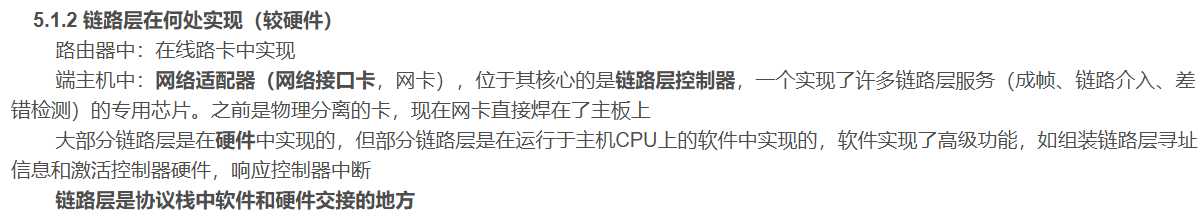 5.1.2 链路层在何处实现（较硬件）
路由器中：在线路卡中实现
端主机中：网络适配器（网络接口卡，网卡），位于其核心的是链路层控制器，一个实现了许多链路层服务（成帧、链路介入、差
错检测）的专用芯片。之前是物理分离的卡，现在网卡直接焊在了主板上
大部分链路层是在硬件中实现的，但部分链路层是在运行于主机CPU上的软件中实现的，软件实现了高级功能，如组装链路层寻址
信息和激活控制器硬件，响应控制器中断
链路层是协议栈中软件和硬件交接的地方